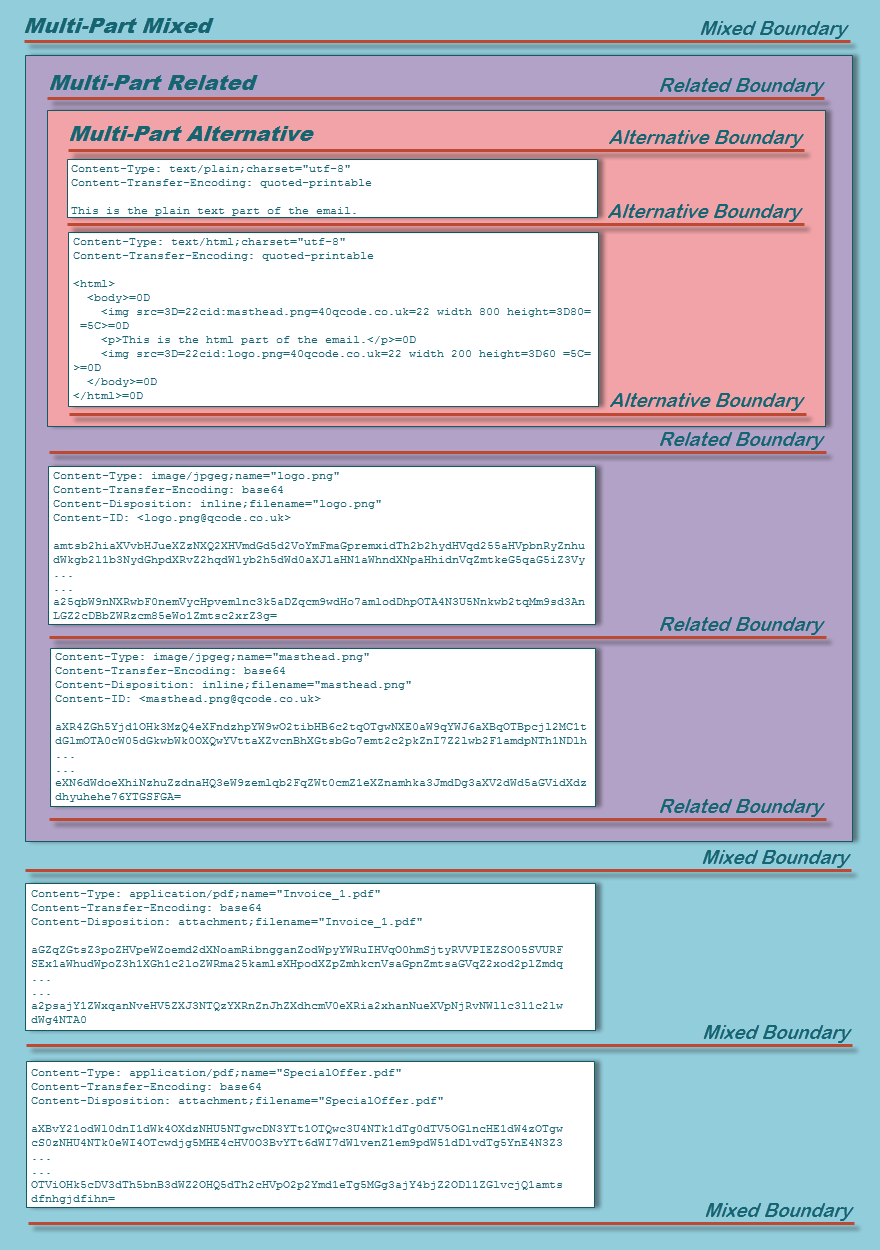 Multi-Part Mixed
Mixed Boundary
Multi-Part Related
Related Boundary
Multi-Part Alternative
Alternative Boundary
Content-Type: text/plain;charset="utf-8"
Content-Transfer-Encoding: quoted-printable
This is the plain text part of the email.
Alternative Boundary
Content-Type: text/html;charset="utf-8"
Content-Transfer-Encoding: quoted-printable
<html>
<body>=0D
<img src=3D=22cid:masthead.png=40qcode.co.uk=22 width 800 height=3D80=
=5C>=0D
<p>This is the html part of the email.</p>=0D
<img src=3D=22cid:logo.png=40qcode.co.uk=22 width 200 height=3D60 =5C=
>=0D
</body>=0D
</html>=0D
Alternative Boundary
Related Boundary
Content-Type: image/jpgeg;name="logo.png"
Content-Transfer-Encoding: base64
Content-Disposition: inline;filename="logo.png"
Content-ID: <logo.png@qcode.co.uk>
...
...
Related Boundary
Content-Type: image/jpgeg;name="masthead.png"
Content-Transfer-Encoding: base64
Content-Disposition: inline;filename="masthead.png"
Content-ID: <masthead.png@qcode.co.uk>
...
...
dhyuhehe76YTGSFGA=
Related Boundary
Mixed Boundary
Content-Type: application/pdf;name="Invoice_1.pdf"
Content-Transfer-Encoding: base64
Content-Disposition: attachment;filename="Invoice_1.pdf"
...
...
dWg4NTA0
Mixed Boundary
Content-Type: application/pdf;name="SpecialOffer.pdf"
Content-Transfer-Encoding: base64
Content-Disposition: attachment;filename="SpecialOffer.pdf"
...
...
dfnhgjdfihn=
Mixed Boundary